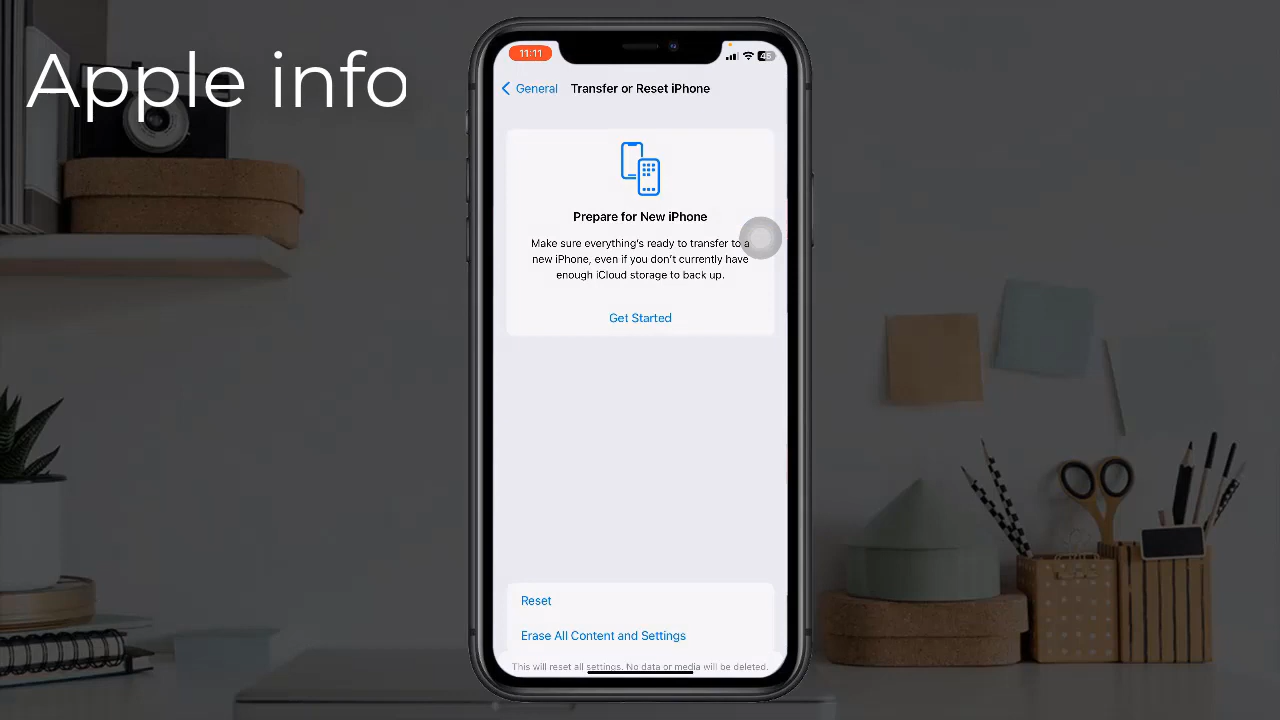 Apple info
11:11
45
General
Transfer or Reset iPhone
Prepare for New iPhone
Make sure everything's ready to transfer to a
new iPhone, even if you don't currently have
enough iCloud storage to back up.
Get Started
Reset
Erase All Content and Settings
This will reset all settings. No data or media will be deleted.